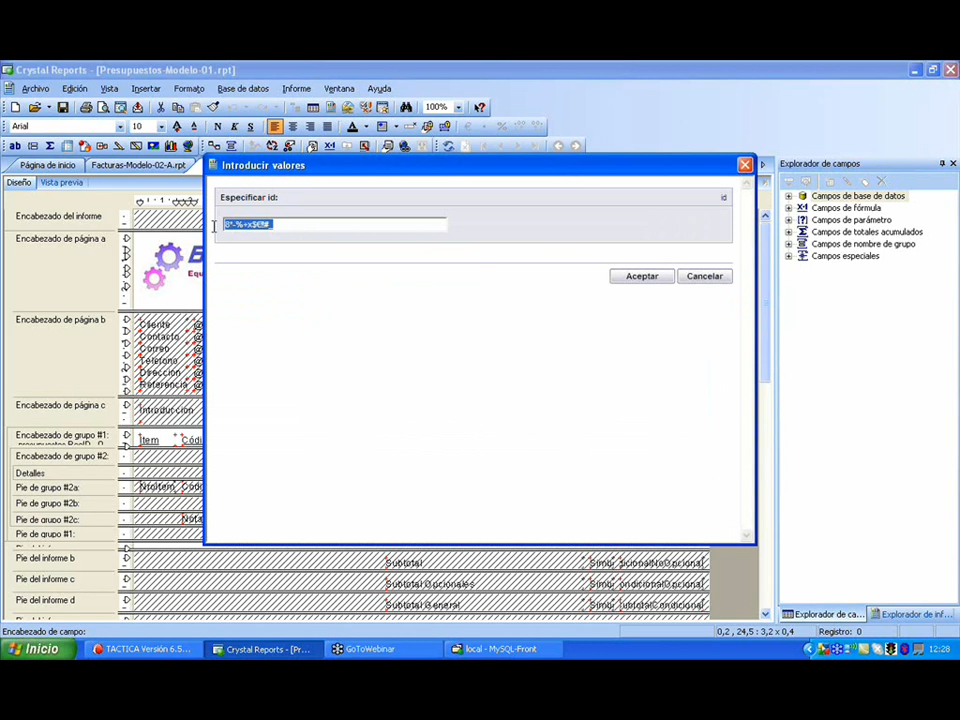 Crystal Reports - [Presupuestos-Modelo-01.rpt]
Archivo Edición Vista Insertar Formato Base de datos Informe Ventana Ayuda
100%
Arial 10 N K S
Página de inicio Facturas-Modelo-02-A.rpt
Diseño Vista previa
Introducir valores
Especificar id: id
Aceptar Cancelar
Encabezado del informe
Encabezado de página a
Encabezado de página b
Cliente
Contacto
Correo
Teléfono
Dirección
Referencia
Encabezado de página c
Introducción
Encabezado de grupo #1:
Item
Encabezado de grupo #2:
Detalles
Pie de grupo #2a:
NroItem
Pie de grupo #2b:
Pie de grupo #2c:
Pie de grupo #1:
Pie del informe b
Subtotal
Pie del informe c
Subtotal Opcionales
Pie del informe d
Subtotal General
Explorador de campos
Campos de base de datos
Campos de fórmula
Campos de parámetro
Campos de totales acumulados
Campos de nombre de grupo
Campos especiales
Explorador de ca... Explorador de inf...
Encabezado de campo:
0,2 , 24,5 : 3,2 x 0,4 Registro: 0
Inicio TACTICA Versión 6.5... Crystal Reports - [Pr... GoToWebinar local - MySQL-Front 12:28